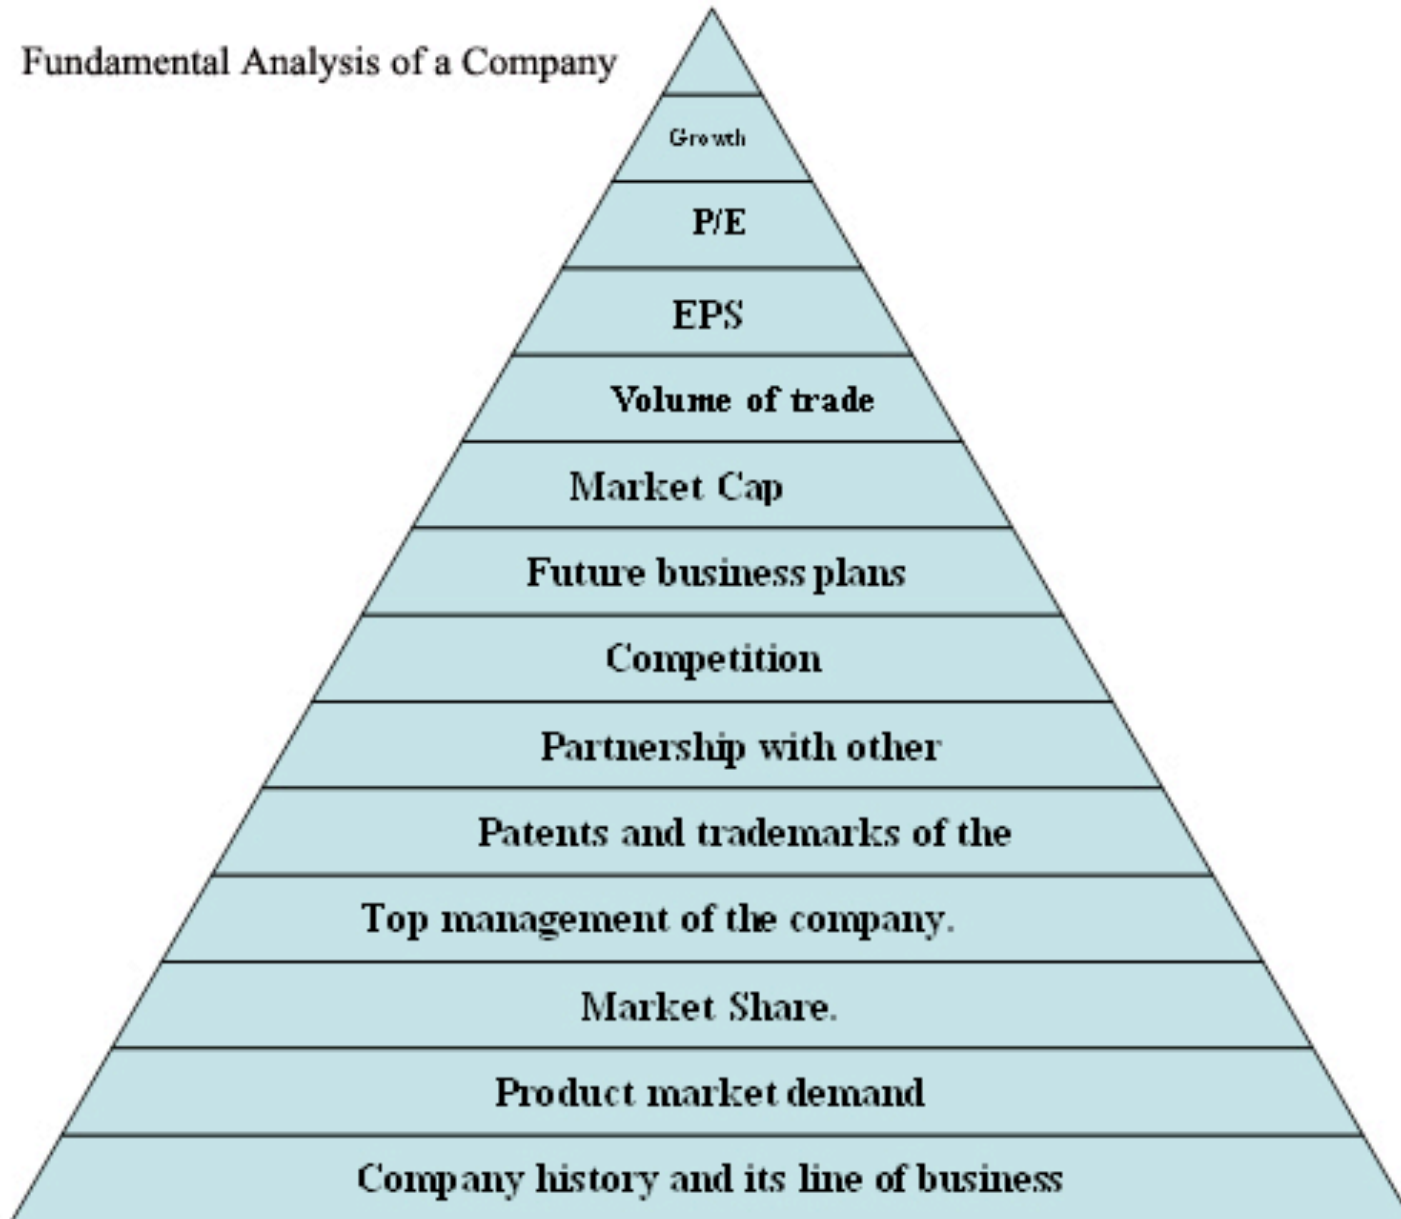 Fundamental Analysis of a Company
Growth
P/E
EPS
Volume of trade
Market Cap
Future business plans
Competition
Partnership with other
Patents and trademarks of the
Top management of the company.
Market Share.
Product market demand
Company history and its line of business